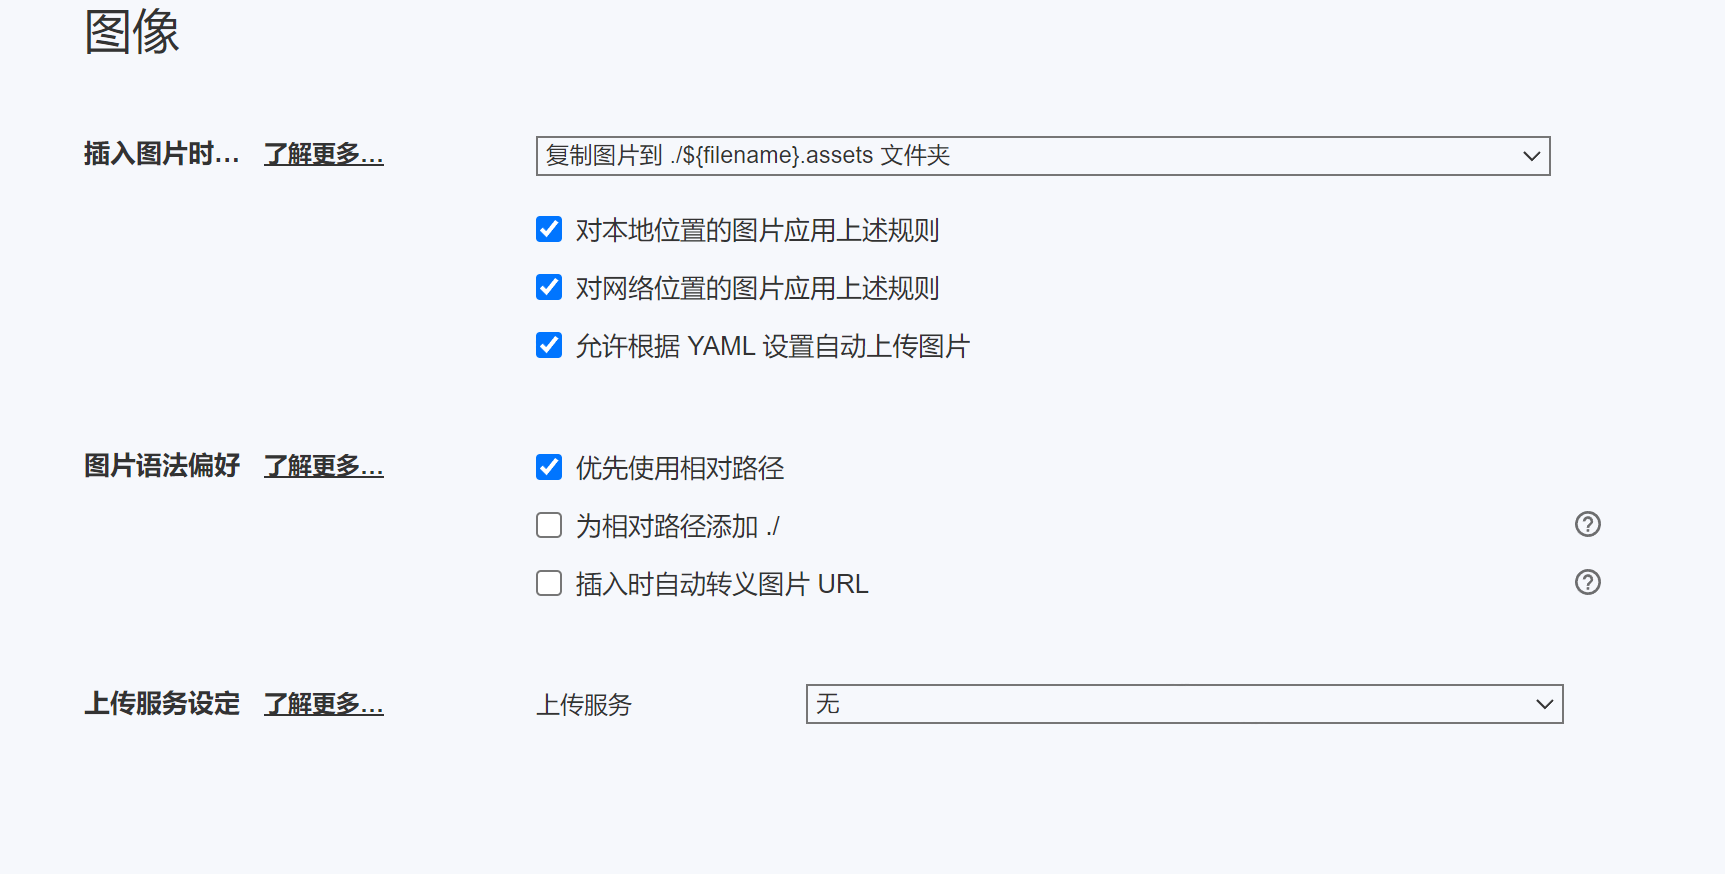 图像
插入图片时... 了解更多... 复制图片到 ./${filename}.assets 文件夹
对本地位置的图片应用上述规则
对网络位置的图片应用上述规则
允许根据 YAML 设置自动上传图片
图片语法偏好 了解更多... 优先使用相对路径
为相对路径添加 ./
插入时自动转义图片 URL
上传服务设定 了解更多... 上传服务 无